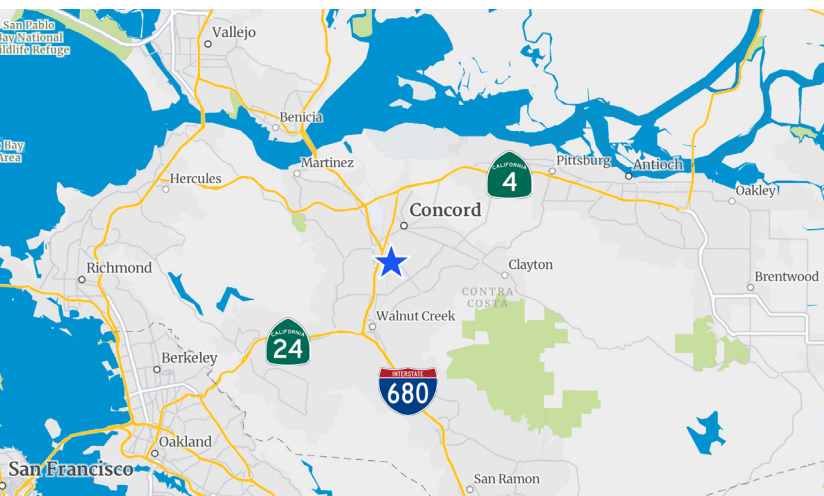 San Pablo
Bay National
ildlife Refuge
Vallejo
Benicia
Bay
Area
Martinez
Hercules
CALIFORNIA
4
Pittsburg
Antioch
Oakley
Concord
Richmond
Clayton
Brentwood
CONTRA
COSTA
Walnut Creek
CALIFORNIA
24
Berkeley
INTERSTATE
680
Oakland
San Francisco
San Ramon